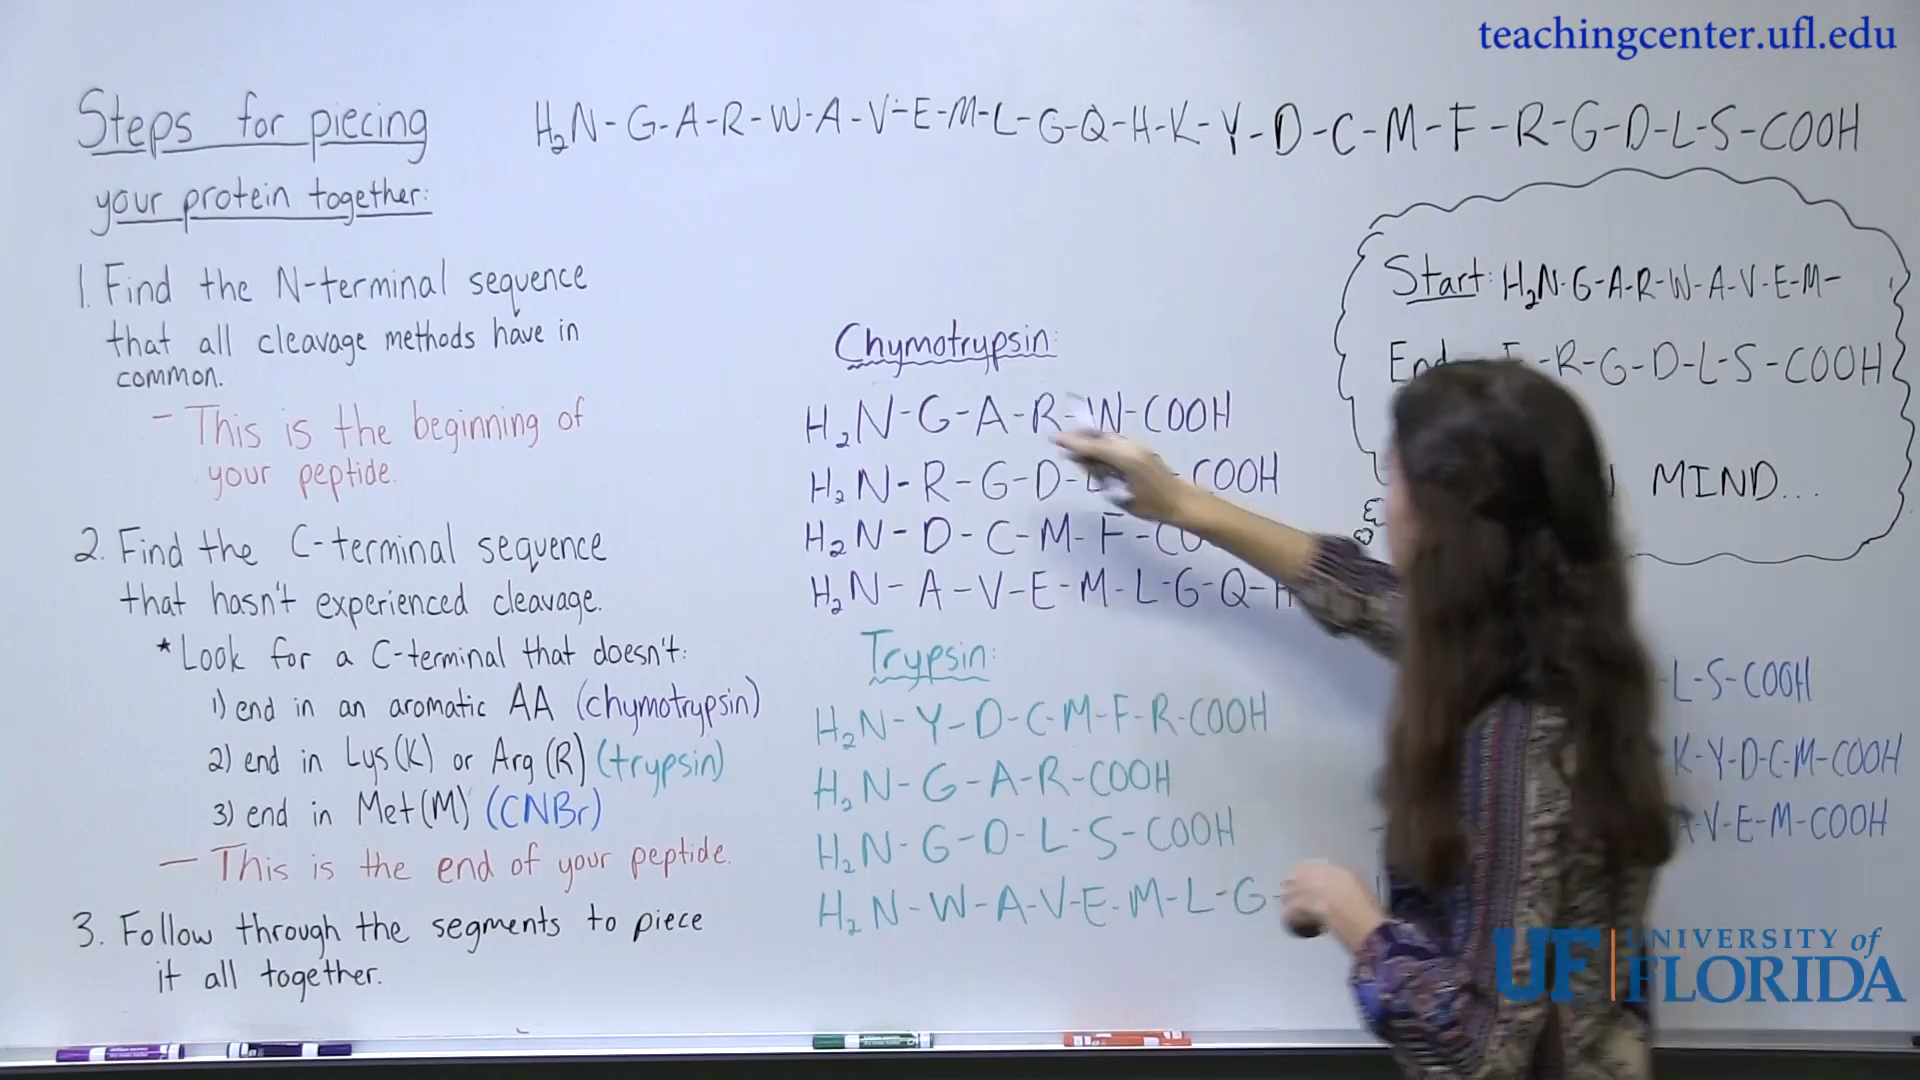 teachingcenter.ufl.edu
Steps for piecing
your protein together:
H2N-G-A-R-W-A-V-E-M-L-G-Q-H-K-Y-D-C-M-F-R-G-D-L-S-COOH
1. Find the N-terminal sequence
that all cleavage methods have in
common.
- This is the beginning of
your peptide.
2. Find the C-terminal sequence
that hasn't experienced cleavage.
* Look for a C-terminal that doesn't:
1) end in an aromatic AA (chymotrypsin)
2) end in Lys(K) or Arg(R) (trypsin)
3) end in Met(M) (CNBr)
- This is the end of your peptide.
3. Follow through the segments to piece
it all together.
Chymotrypsin:
H2N-G-A-R-W-COOH
H2N-R-G-D- COOH
H2N-D-C-M-F-CO
H2N-A-V-E-M-L-G-Q-H
Trypsin:
H2N-Y-D-C-M-F-R-COOH
H2N-G-A-R-COOH
H2N-G-D-L-S-COOH
H2N-W-A-V-E-M-L-G-
Start: H2N-G-A-R-W-A-V-E-M-
End -R-G-D-L-S-COOH
MIND...
L-S-COOH
K-Y-D-C-M-COOH
A-V-E-M-COOH
UF UNIVERSITY of
FLORIDA